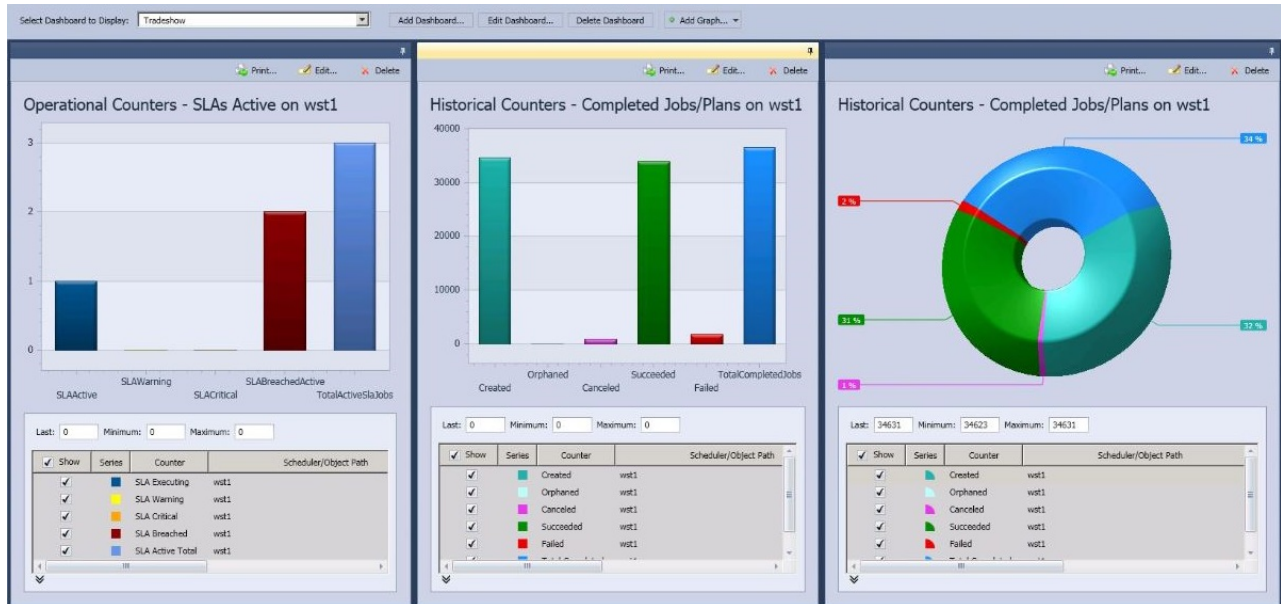 Select Dashboard to Display: Tradeshow Add Dashboard... Edit Dashboard... Delete Dashboard Add Graph...
Print... Edit... Delete
Operational Counters - SLAs Active on wst1
3
2
1
0
SLAActive SLAWarning SLACritical SLABreachedActive TotalActiveSlaJobs
Last: 0 Minimum: 0 Maximum: 0
Show Series Counter Scheduler/Object Path
SLA Executing wst1
SLA Warning wst1
SLA Critical wst1
SLA Breached wst1
SLA Active Total wst1
Print... Edit... Delete
Historical Counters - Completed Jobs/Plans on wst1
40000
30000
20000
10000
0
Created Orphaned Canceled Succeeded Failed TotalCompletedJobs
Last: 0 Minimum: 0 Maximum: 0
Show Series Counter Scheduler/Object Path
Created wst1
Orphaned wst1
Canceled wst1
Succeeded wst1
Failed wst1
Print... Edit... Delete
Historical Counters - Completed Jobs/Plans on wst1
34 %
2 %
31 %
32 %
1 %
Last: 34631 Minimum: 34623 Maximum: 34631
Show Series Counter Scheduler/Object Path
Created wst1
Orphaned wst1
Canceled wst1
Succeeded wst1
Failed wst1